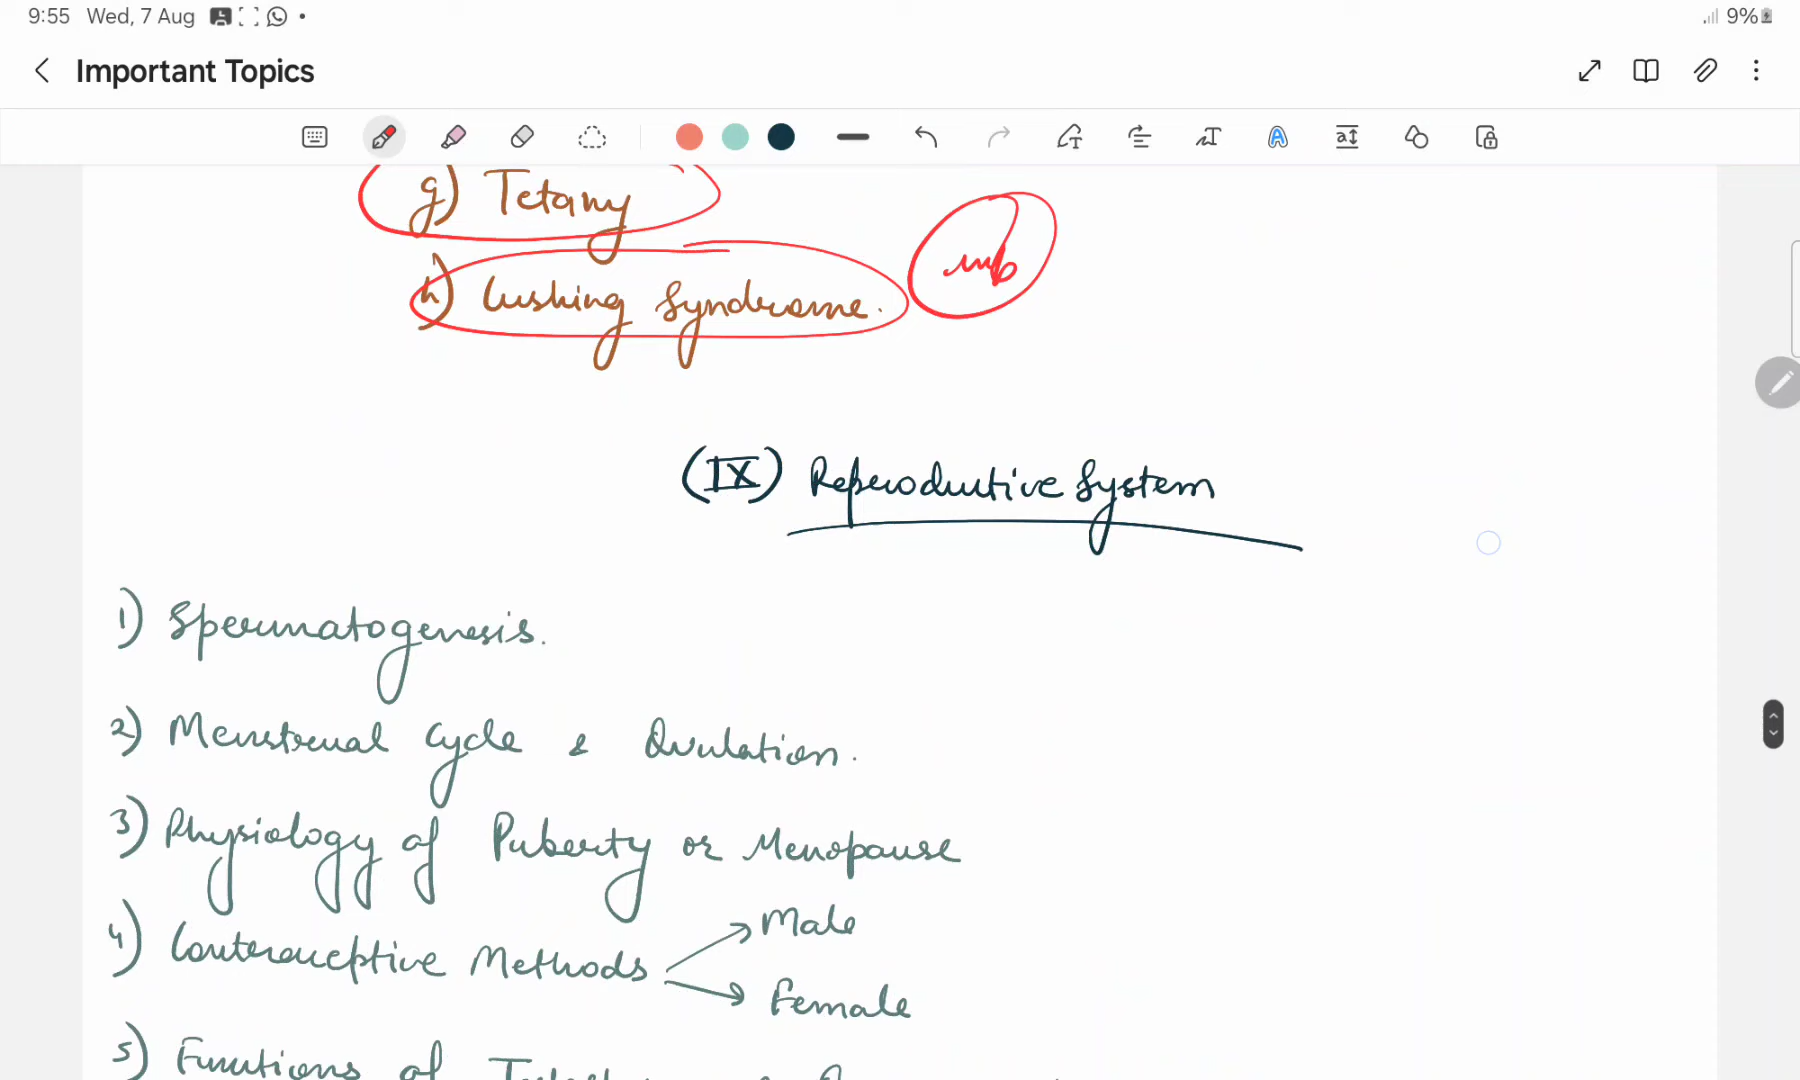 9:55 Wed, 7 Aug 9%
Important Topics
g) Tetany
h) Cushing Syndrome.
imp
(IX) Reproductive System
1) Spermatogenesis.
2) Menstrual Cycle & Ovulation.
3) Physiology of Puberty or Menopause
4) Contraceptive Methods
Male
Female
5) Functions of